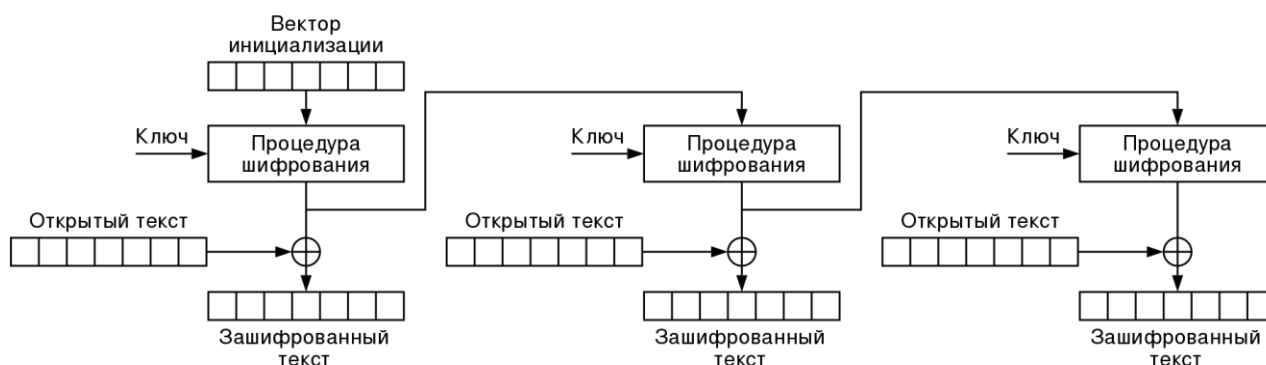 Вектор
инициализации
Ключ
Процедура
шифрования
Ключ
Процедура
шифрования
Ключ
Процедура
шифрования
Открытый текст
Открытый текст
Открытый текст
Зашифрованный
текст
Зашифрованный
текст
Зашифрованный
текст